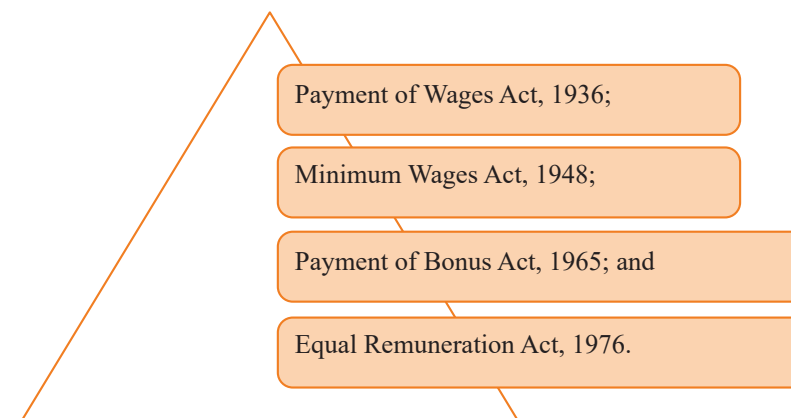 Payment of Wages Act, 1936;
Minimum Wages Act, 1948;
Payment of Bonus Act, 1965; and
Equal Remuneration Act, 1976.